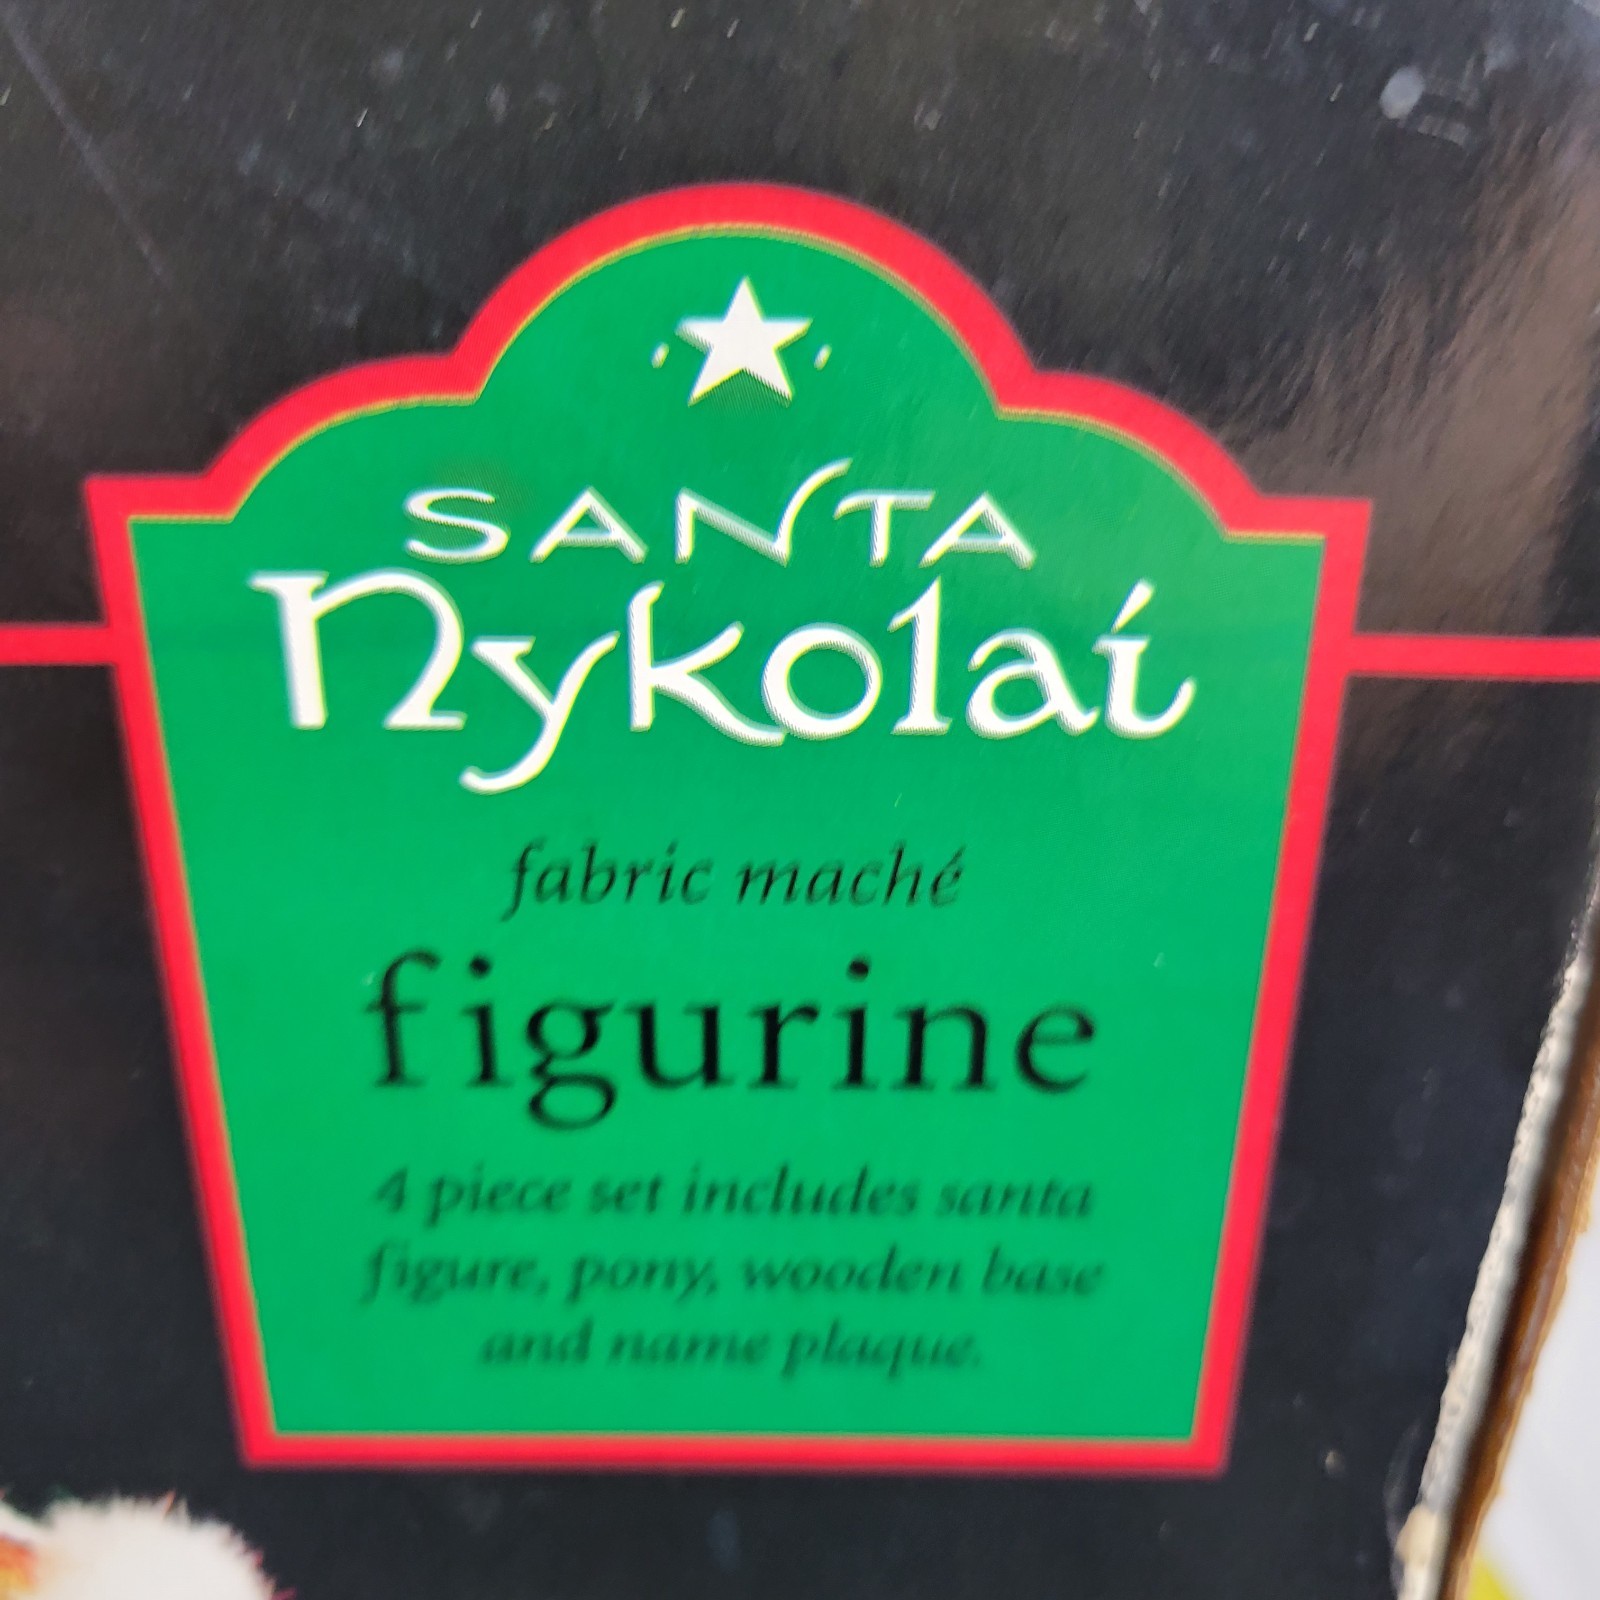 SANTA
nykolai
fabric maché
figurine
4 piece set includes santa
figure, pony, wooden base
and name plaque.